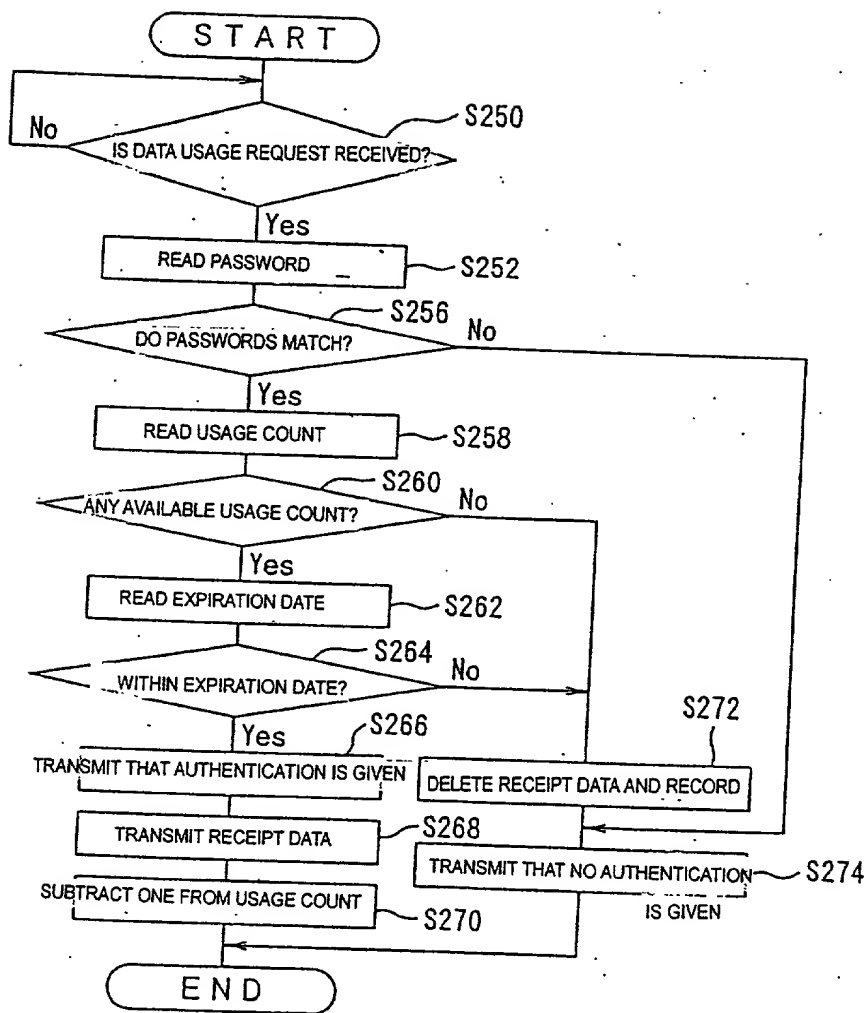 START
S250
No
IS DATA USAGE REQUEST RECEIVED?
Yes
READ PASSWORD
S252
S256
No
DO PASSWORDS MATCH?
Yes
READ USAGE COUNT
S258
S260
No
ANY AVAILABLE USAGE COUNT?
Yes
READ EXPIRATION DATE
S262
S264
No
WITHIN EXPIRATION DATE?
Yes
S266
S272
TRANSMIT THAT AUTHENTICATION IS GIVEN
DELETE RECEIPT DATA AND RECORD
TRANSMIT RECEIPT DATA
S268
TRANSMIT THAT NO AUTHENTICATION
IS GIVEN
S274
SUBTRACT ONE FROM USAGE COUNT
S270
END